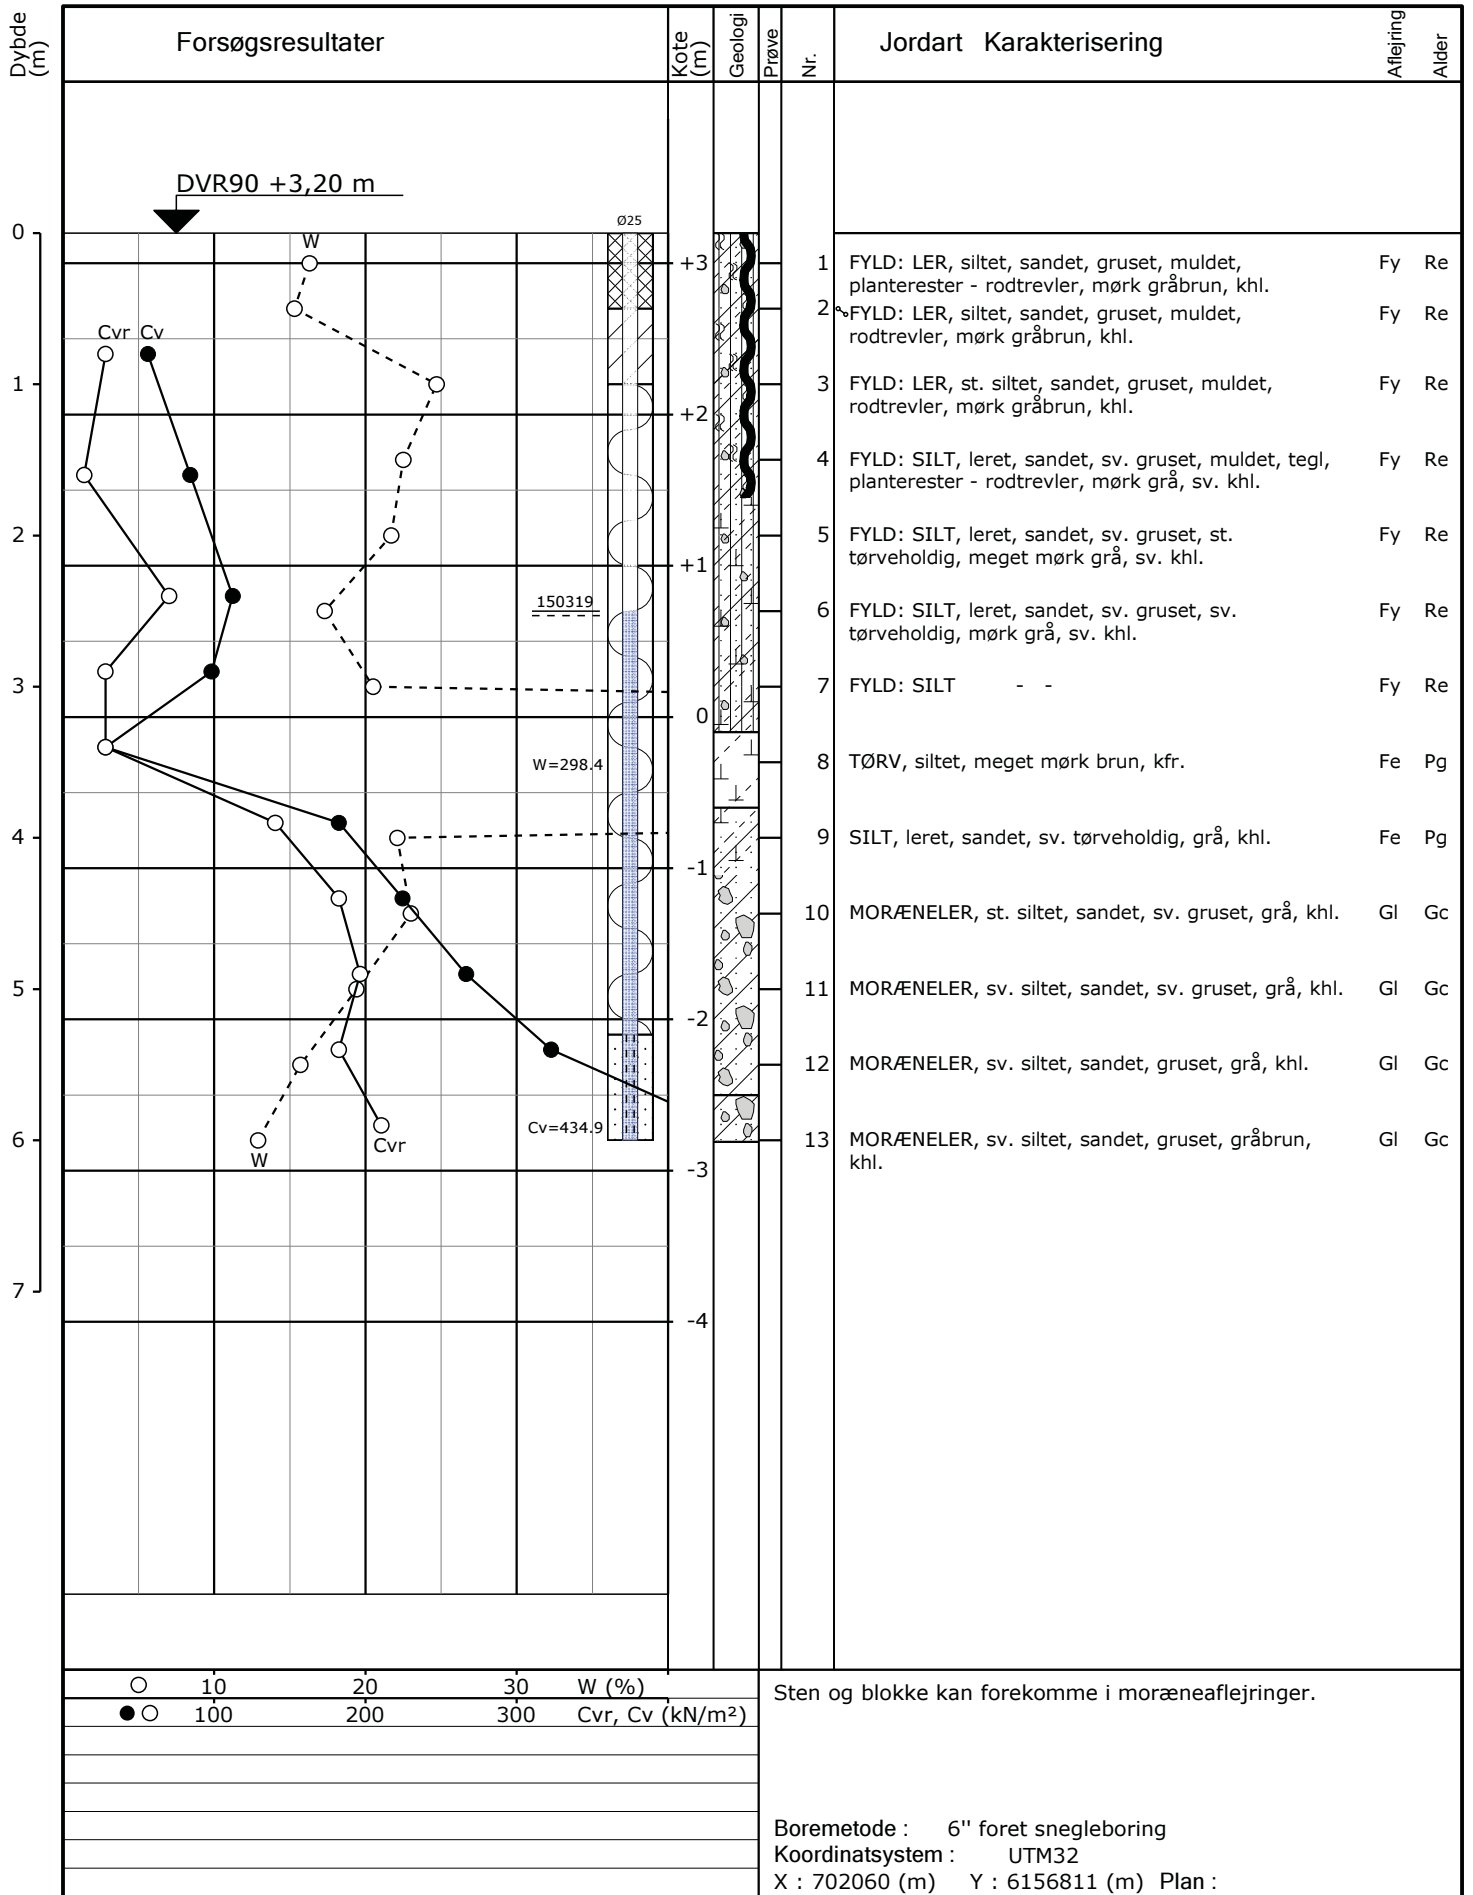 Dybde (m)
Forsøgsresultater
Kote (m)
Geologi
Prøve
Nr.
Jordart Karakterisering
Aflejring
Alder
DVR90 +3,20 m
Ø25
0
W
+3
1 FYLD: LER, siltet, sandet, gruset, muldet, Fy Re
planterester - rodtrevler, mørk gråbrun, khl.
2 FYLD: LER, siltet, sandet, gruset, muldet, Fy Re
rodtrevler, mørk gråbrun, khl.
Cvr Cv
1
3 FYLD: LER, st. siltet, sandet, gruset, muldet, Fy Re
rodtrevler, mørk gråbrun, khl.
+2
4 FYLD: SILT, leret, sandet, sv. gruset, muldet, tegl, Fy Re
planterester - rodtrevler, mørk grå, sv. khl.
2
5 FYLD: SILT, leret, sandet, sv. gruset, st. Fy Re
tørveholdig, meget mørk grå, sv. khl.
+1
150319
6 FYLD: SILT, leret, sandet, sv. gruset, sv. Fy Re
tørveholdig, mørk grå, sv. khl.
3
7 FYLD: SILT - - Fy Re
0
W=298.4
8 TØRV, siltet, meget mørk brun, kfr. Fe Pg
4
9 SILT, leret, sandet, sv. tørveholdig, grå, khl. Fe Pg
-1
10 MORÆNELER, st. siltet, sandet, sv. gruset, grå, khl. Gl Gc
5
11 MORÆNELER, sv. siltet, sandet, sv. gruset, grå, khl. Gl Gc
-2
12 MORÆNELER, sv. siltet, sandet, gruset, grå, khl. Gl Gc
Cv=434.9
6
W
Cvr
13 MORÆNELER, sv. siltet, sandet, gruset, gråbrun, Gl Gc
khl.
-3
7
-4
10 20 30 W (%)
100 200 300 Cvr, Cv (kN/m²)
Sten og blokke kan forekomme i moræneaflejringer.
Boremetode : 6'' foret snegleboring
Koordinatsystem : UTM32
X : 702060 (m) Y : 6156811 (m) Plan :